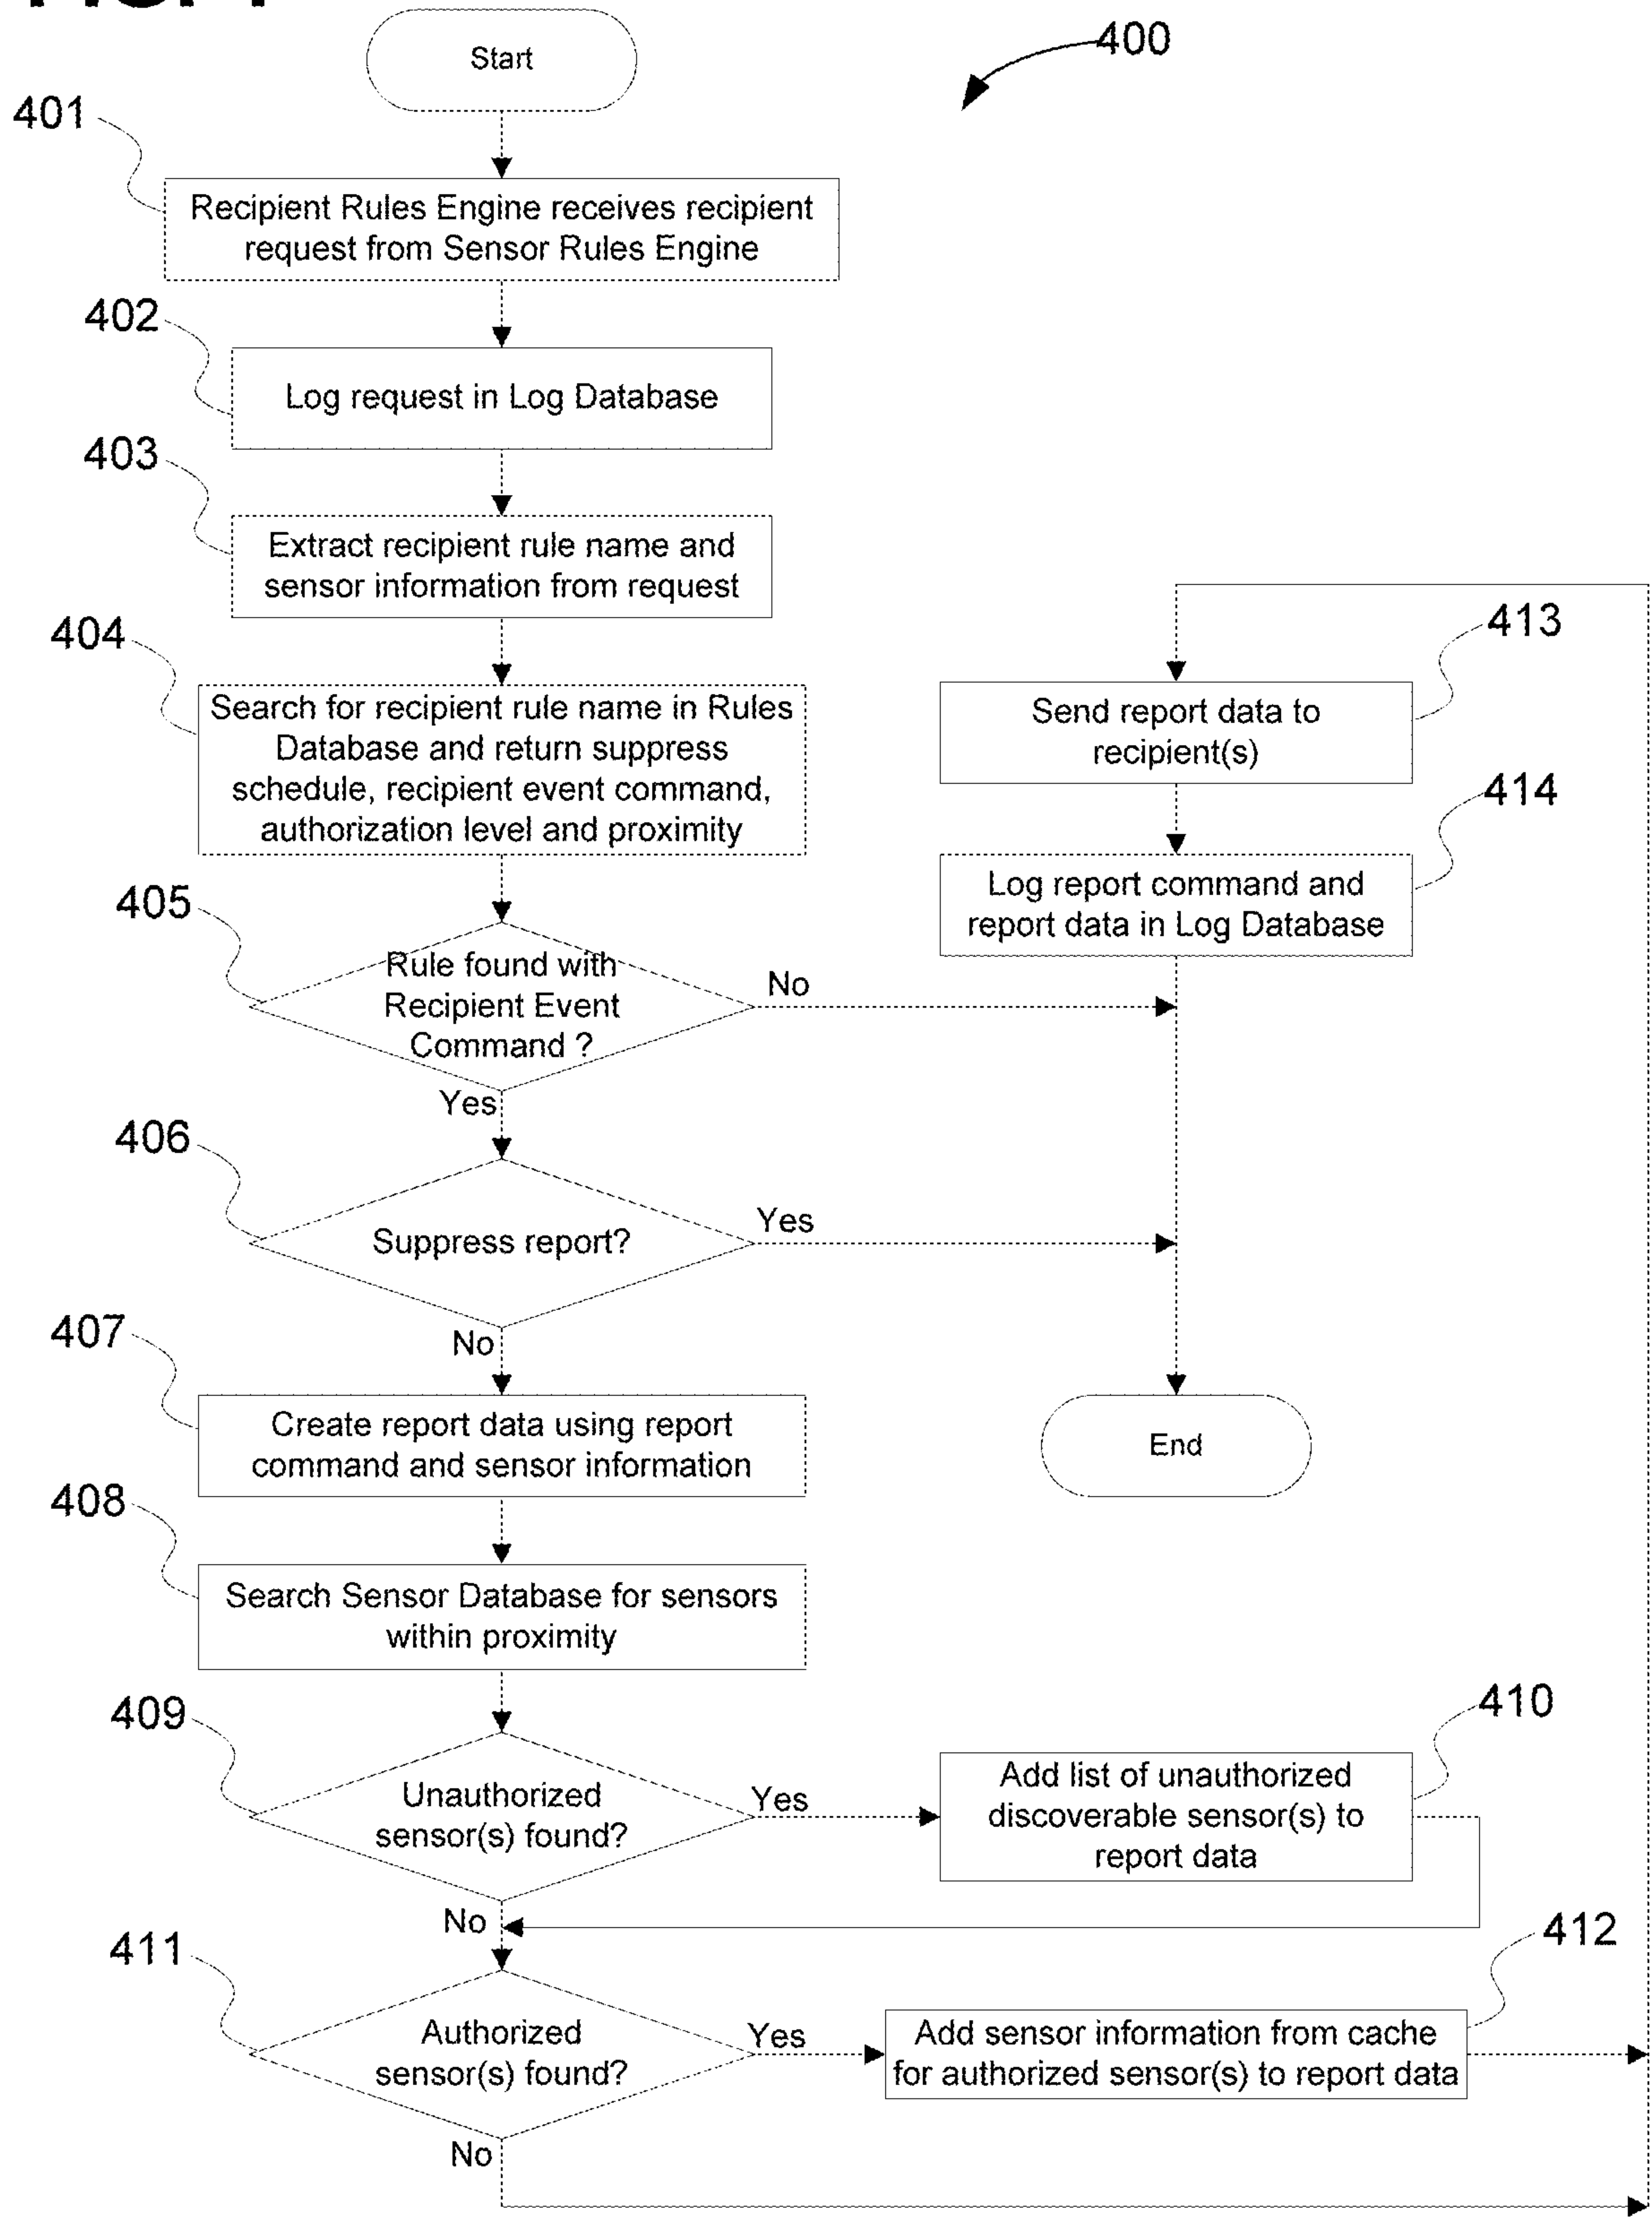 Start
400
401
Recipient Rules Engine receives recipient
request from Sensor Rules Engine
402
Log request in Log Database
403
Extract recipient rule name and
sensor information from request
404
Search for recipient rule name in Rules
Database and return suppress
schedule, recipient event command,
authorization level and proximity
413
Send report data to
recipient(s)
414
Log report command and
report data in Log Database
405
Rule found with
Recipient Event
Command ?
No
Yes
406
Suppress report?
Yes
No
407
Create report data using report
command and sensor information
End
408
Search Sensor Database for sensors
within proximity
409
Unauthorized
sensor(s) found?
Yes
No
410
Add list of unauthorized
discoverable sensor(s) to
report data
411
Authorized
sensor(s) found?
Yes
No
412
Add sensor information from cache
for authorized sensor(s) to report data